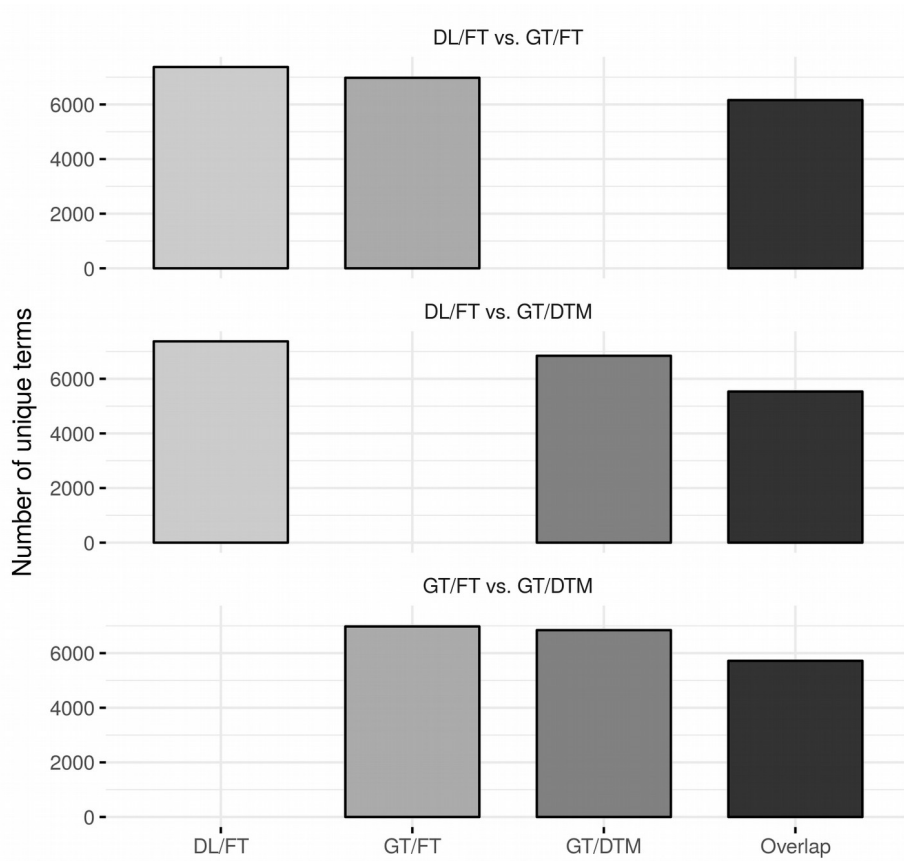 DL/FT vs. GT/FT
6000
4000
2000
0
DL/FT vs. GT/DTM
Number of unique terms
6000
4000
2000
0
GT/FT vs. GT/DTM
6000
4000
2000
0
DL/FT GT/FT GT/DTM Overlap